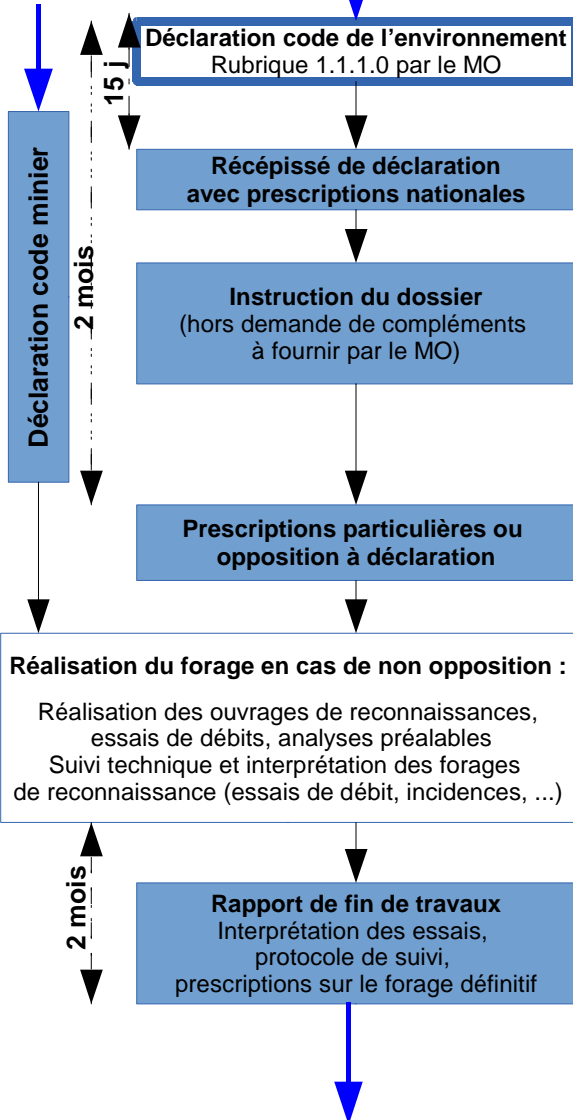 Déclaration code de l'environnement
Rubrique 1.1.1.0 par le MO
15 j
Récépissé de déclaration
avec prescriptions nationales
Déclaration code minier
2 mois
Instruction du dossier
(hors demande de compléments
à fournir par le MO)
Prescriptions particulières ou
opposition à déclaration
Réalisation du forage en cas de non opposition :
Réalisation des ouvrages de reconnaissances,
essais de débits, analyses préalables
Suivi technique et interprétation des forages
de reconnaissance (essais de débit, incidences, ...)
2 mois
Rapport de fin de travaux
Interprétation des essais,
protocole de suivi,
prescriptions sur le forage définitif